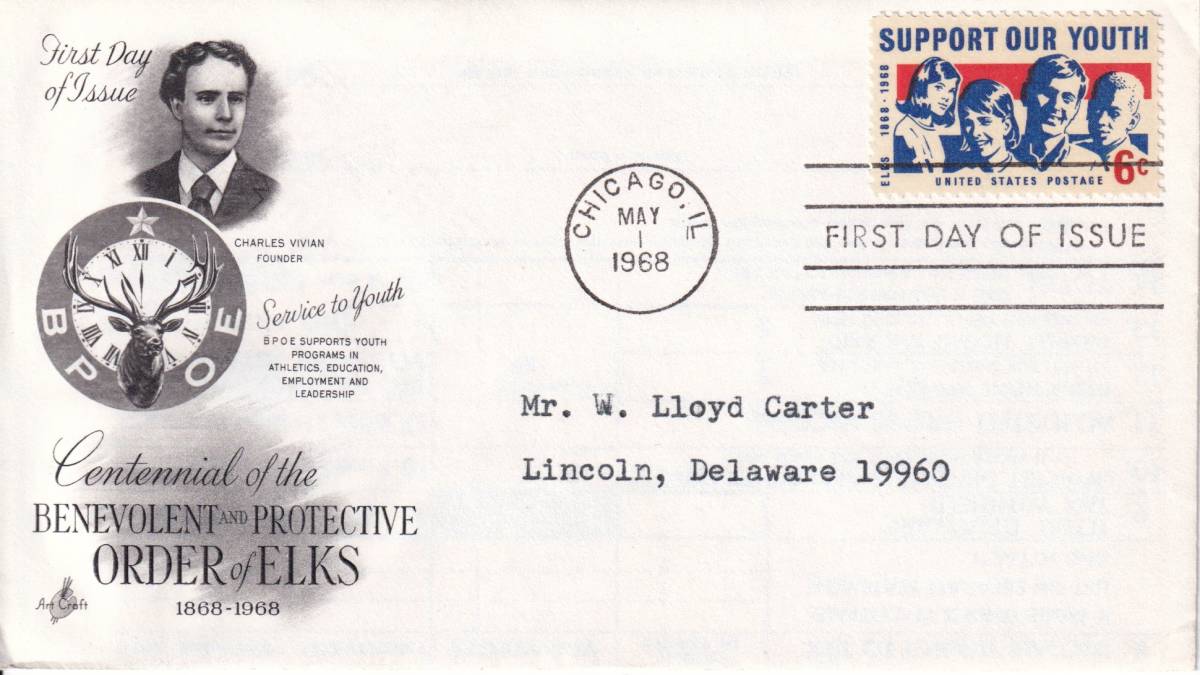 First Day
of Issue
CHARLES VIVIAN
FOUNDER
XII
I
B P O E
Service to Youth
BPOE SUPPORTS YOUTH
PROGRAMS IN
ATHLETICS, EDUCATION,
EMPLOYMENT AND
LEADERSHIP
Centennial of the
BENEVOLENT AND PROTECTIVE
ORDER of ELKS
1868-1968
Art Craft
CHICAGO, IL
MAY
1
1968
SUPPORT OUR YOUTH
ELKS 1868-1968
UNITED STATES POSTAGE
6c
FIRST DAY OF ISSUE
Mr. W. Lloyd Carter
Lincoln, Delaware 19960